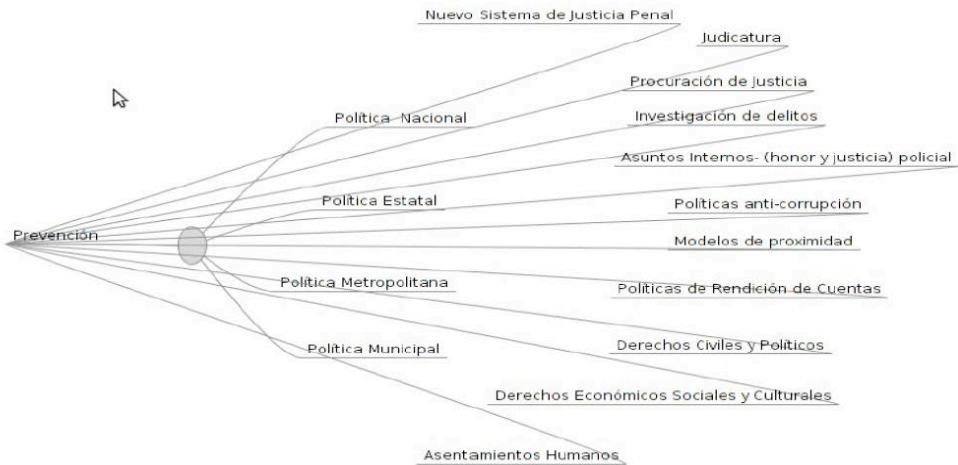 Nuevo Sistema de Justicia Penal
Judicatura
Procuración de Justicia
Investigación de delitos
Política Nacional
Asuntos Internos- (honor y justicia) policial
Política Estatal
Políticas anti-corrupción
Prevención
Modelos de proximidad
Política Metropolitana
Políticas de Rendición de Cuentas
Política Municipal
Derechos Civiles y Políticos
Derechos Económicos Sociales y Culturales
Asentamientos Humanos